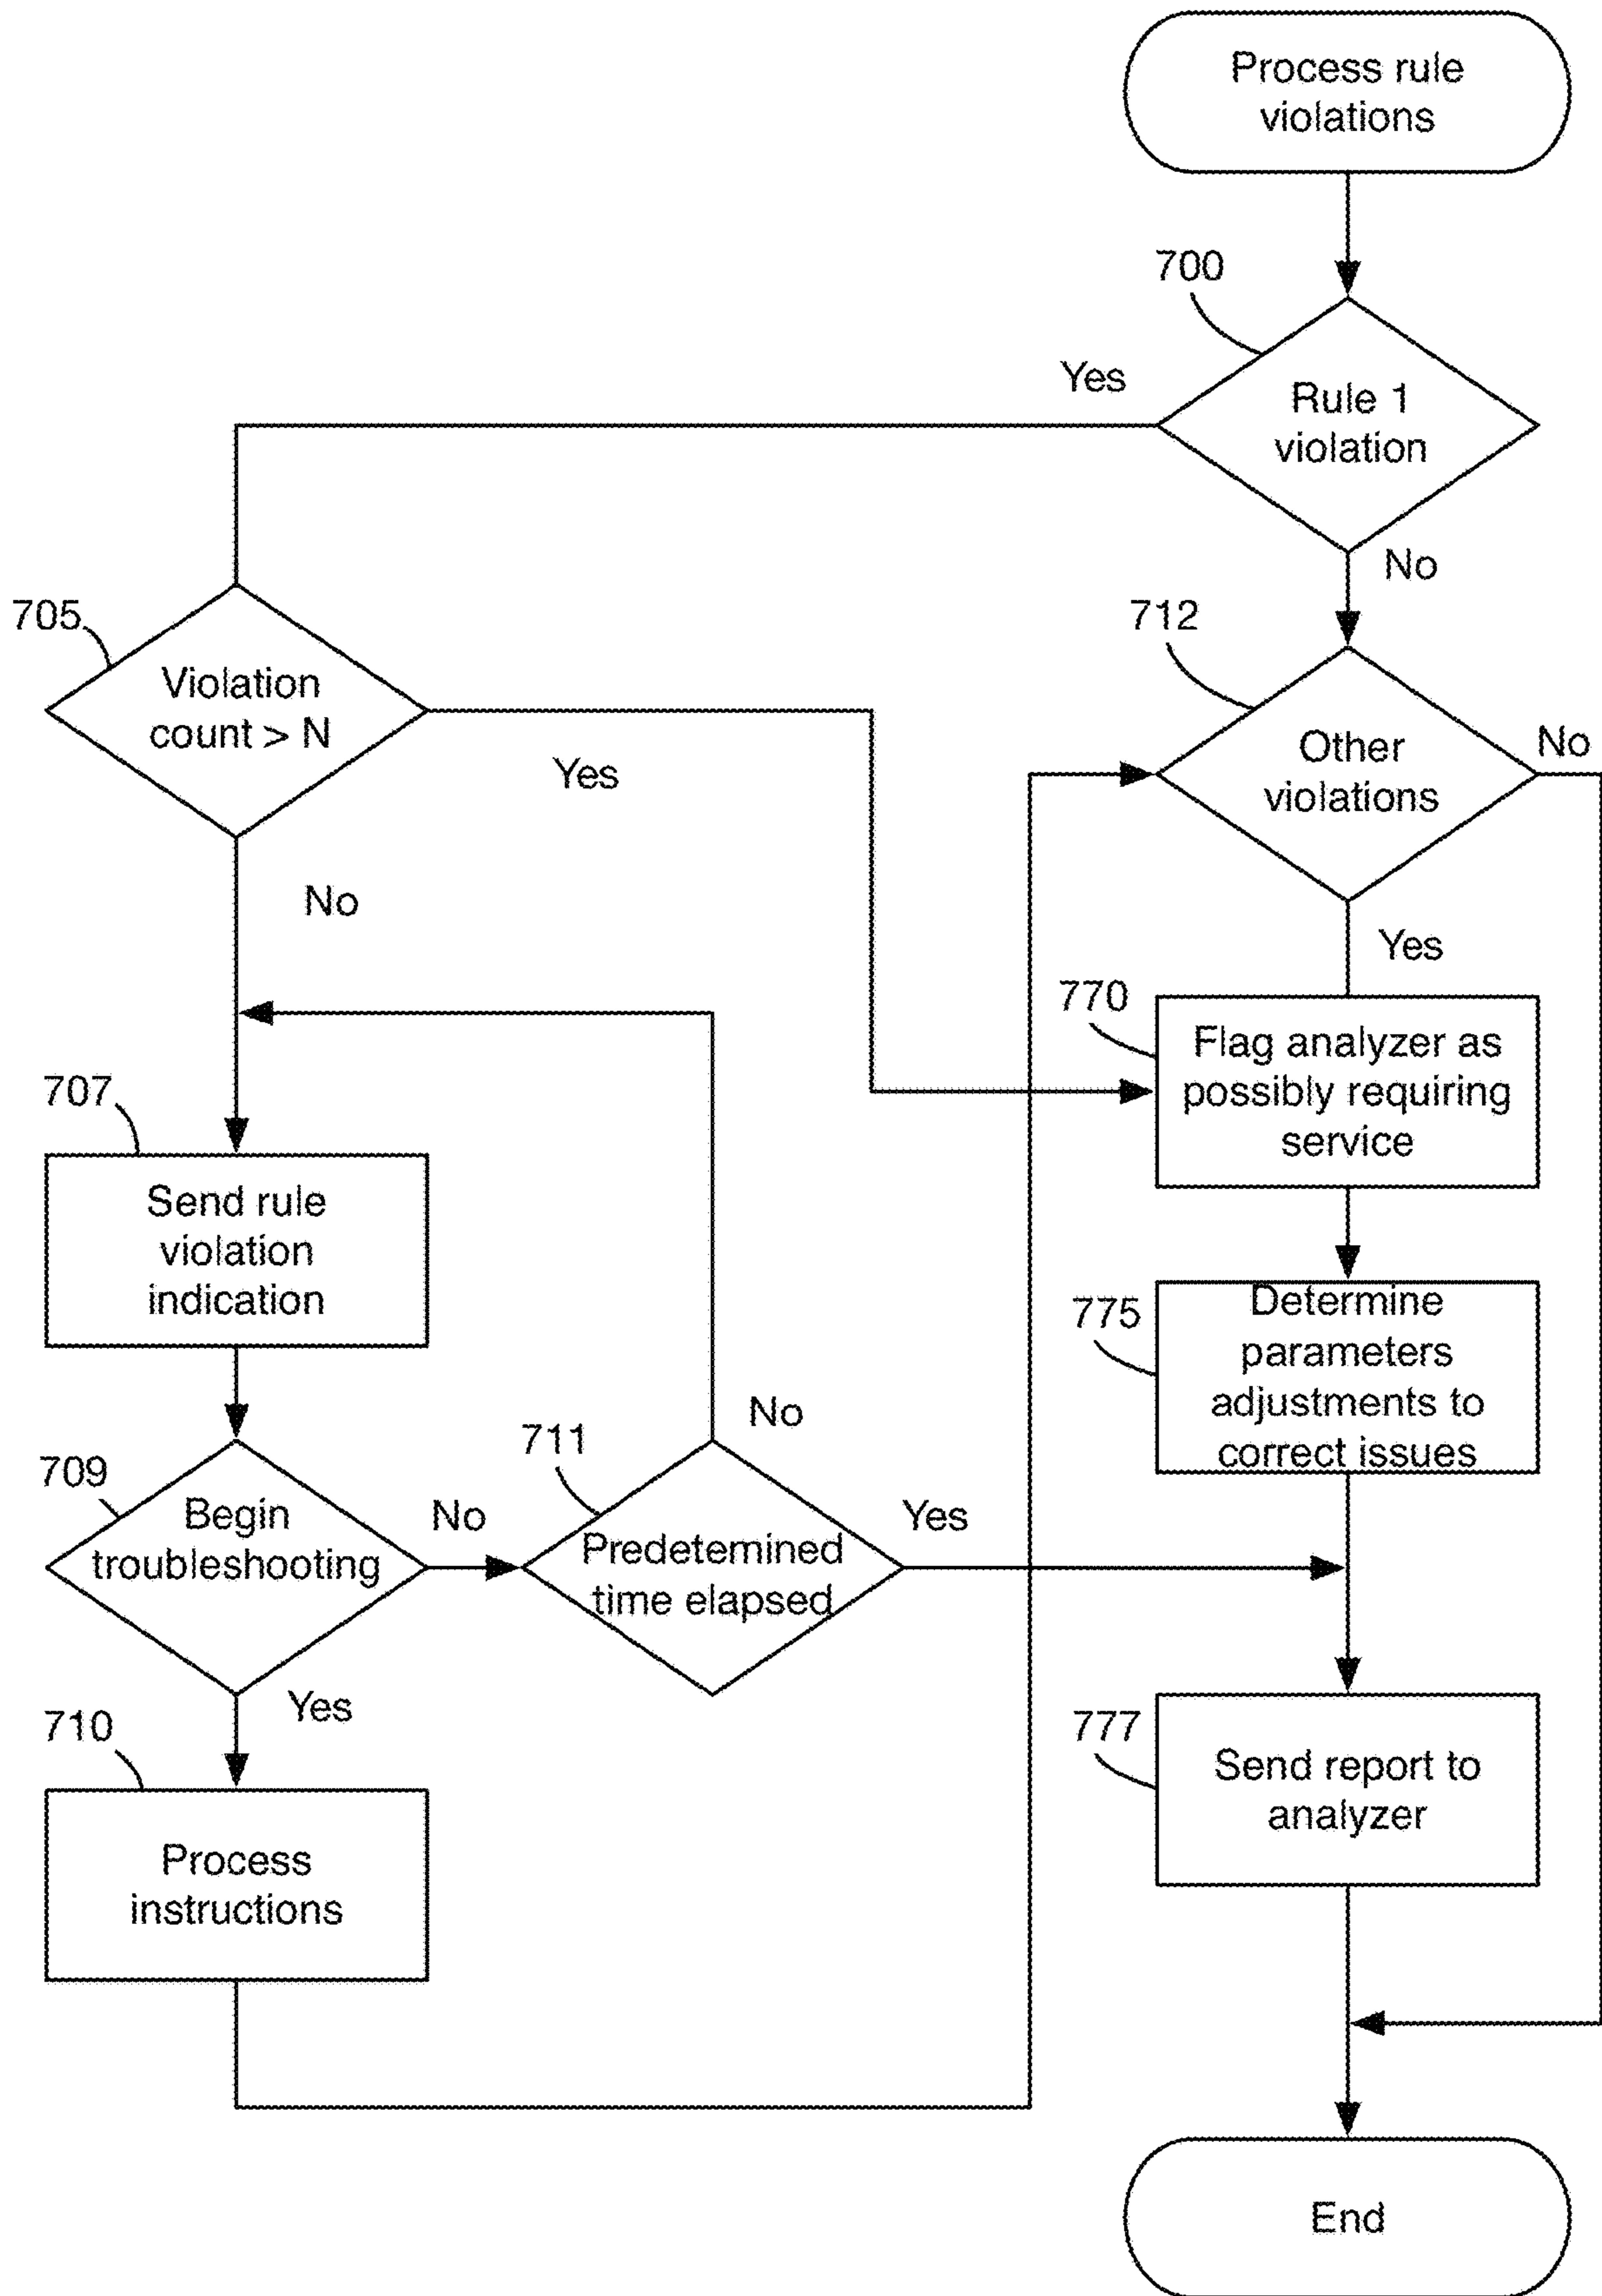 Process rule
violations
700
Yes
Rule 1
violation
No
705
Violation
count > N
Yes
712
Other
violations
No
No
Yes
770
Flag analyzer as
possibly requiring
service
707
Send rule
violation
indication
775
Determine
parameters
adjustments to
correct issues
709
Begin
troubleshooting
No
711
No
Predetemined
time elapsed
Yes
Yes
710
Process
instructions
777
Send report to
analyzer
End